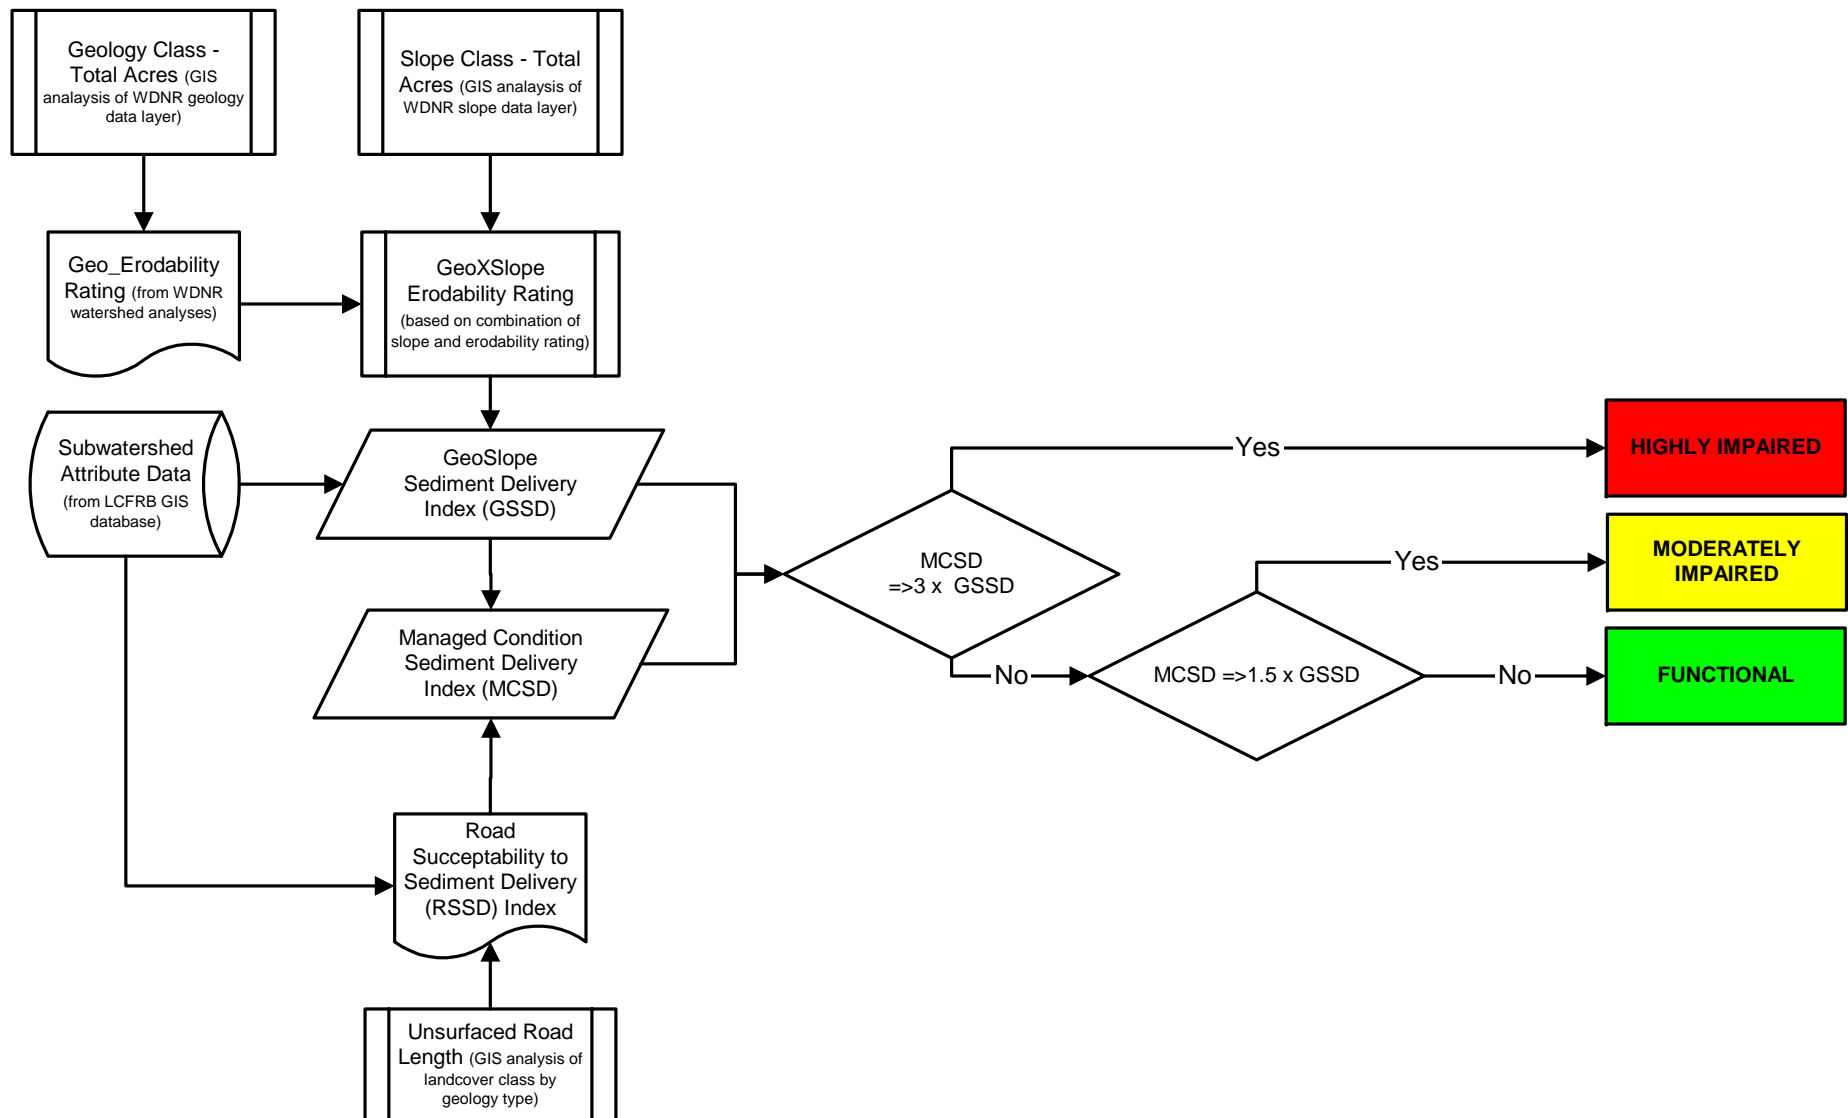 Geology Class -
Total Acres (GIS
analaysis of WDNR geology
data layer)
Slope Class - Total
Acres (GIS analaysis of
WDNR slope data layer)
Geo_Erodability
Rating (from WDNR
watershed analyses)
GeoXSlope
Erodability Rating
(based on combination of
slope and erodability rating)
Subwatershed
Attribute Data
(from LCFRB GIS
database)
GeoSlope
Sediment Delivery
Index (GSSD)
Managed Condition
Sediment Delivery
Index (MCSD)
Road
Succeptability to
Sediment Delivery
(RSSD) Index
Unsurfaced Road
Length (GIS analysis of
landcover class by
geology type)
MCSD
=>3 x  GSSD
Yes
HIGHLY IMPAIRED
No
MCSD =>1.5 x GSSD
Yes
MODERATELY
IMPAIRED
No
FUNCTIONAL